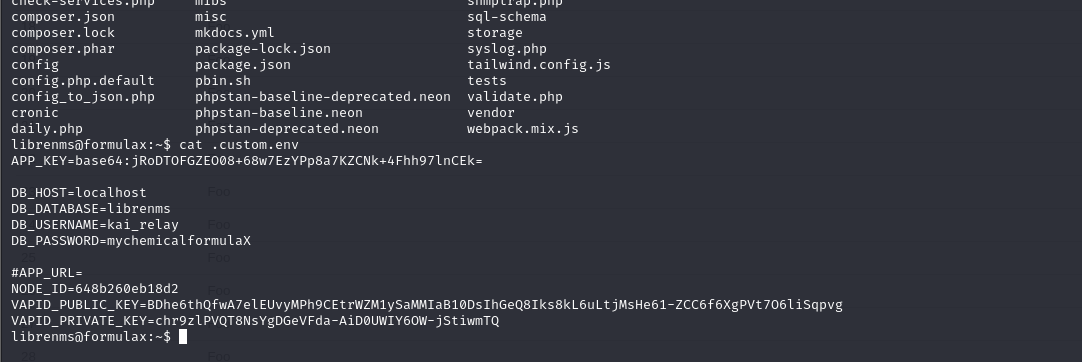 check-services.php mibs snmptrap.php
composer.json misc sql-schema
composer.lock mkdocs.yml storage
composer.phar package-lock.json syslog.php
config package.json tailwind.config.js
config.php.default pbin.sh tests
config_to_json.php phpstan-baseline-deprecated.neon validate.php
cronic phpstan-baseline.neon vendor
daily.php phpstan-deprecated.neon webpack.mix.js
librenms@formulax:~$ cat .custom.env
APP_KEY=base64:jRoDTOFGZEO08+68w7EzYPp8a7KZCNk+4Fhh97lnCEk=
DB_HOST=localhost
DB_DATABASE=librenms
DB_USERNAME=kai_relay
DB_PASSWORD=mychemicalformulaX
#APP_URL=
NODE_ID=648b260eb18d2
VAPID_PUBLIC_KEY=BDhe6thQfwA7elEUvyMPh9CEtrWZM1ySaMMIaB10DsIhGeQ8Iks8kL6uLtjMsHe61-ZCC6f6XgPVt7O6liSqpvg
VAPID_PRIVATE_KEY=chr9zlPVQT8NsYgDGeVFda-AiD0UWIY6OW-jStiwmTQ
librenms@formulax:~$